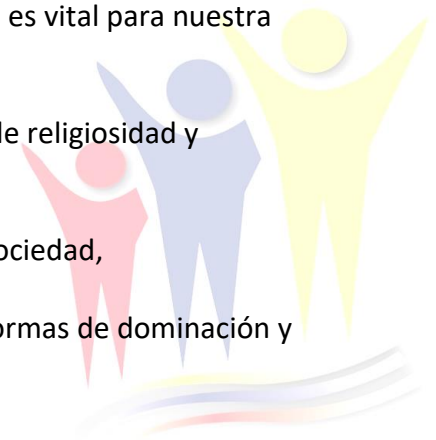 es vital para nuestra
de religiosidad y
ociedad,
ormas de dominación y